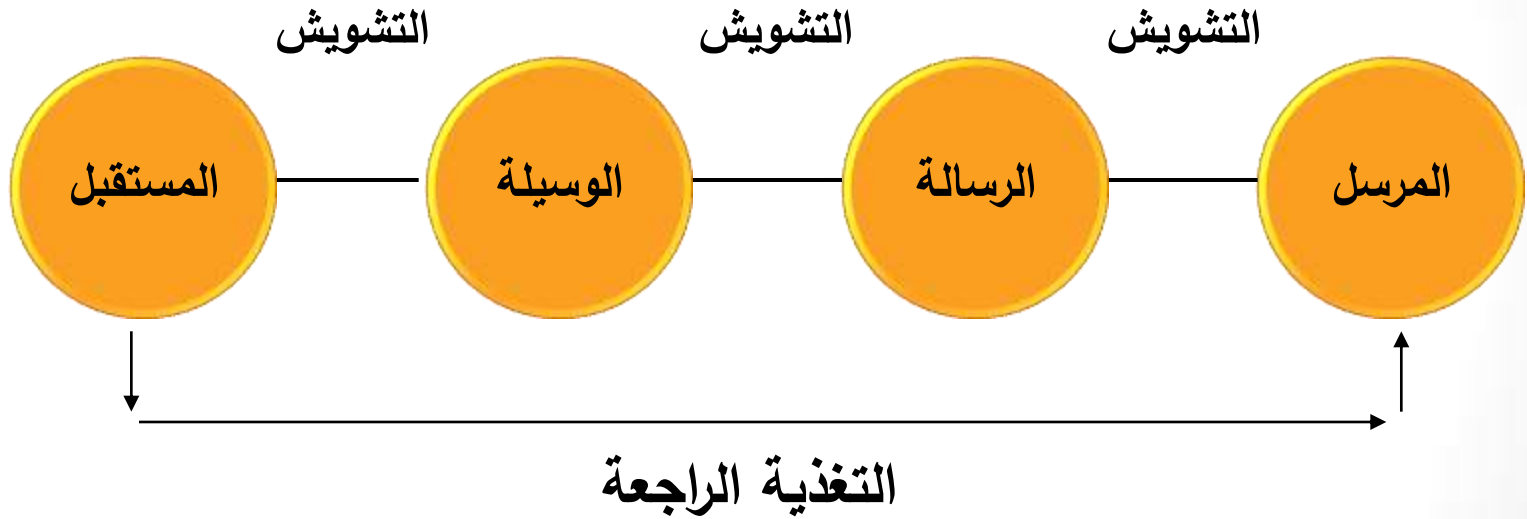 التشويش
التشويش
التشويش
المرسل
الرسالة
الوسيلة
المستقبل
التغذية الراجعة